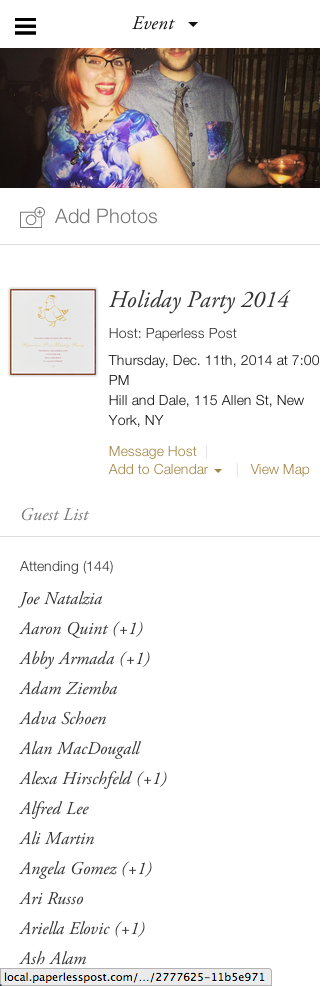 Event
Add Photos
Holiday Party 2014
Host: Paperless Post
Thursday, Dec. 11th, 2014 at 7:00
PM
Hill and Dale, 115 Allen St, New
York, NY
Message Host
Add to Calendar
View Map
Guest List
Attending (144)
Joe Natalzia
Aaron Quint (+1)
Abby Armada (+1)
Adam Ziemba
Adva Schoen
Alan MacDougall
Alexa Hirschfeld (+1)
Alfred Lee
Ali Martin
Angela Gomez (+1)
Ari Russo
Ariella Elovic (+1)
Ash Alam
local.paperlesspost.com/.../2777625-11b5e971